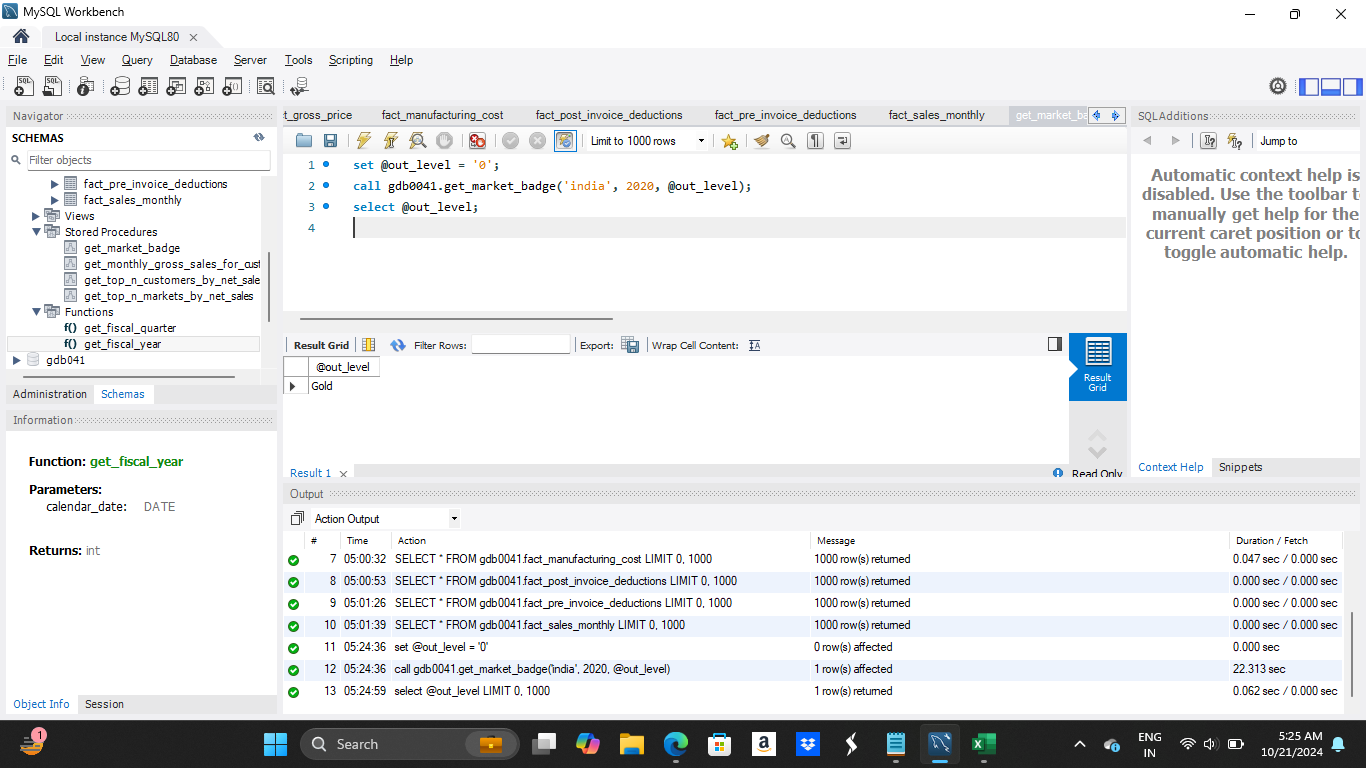 MySQL Workbench
Local instance MySQL80
File Edit View Query Database Server Tools Scripting Help
Navigator
SCHEMAS
Filter objects
fact_pre_invoice_deductions
fact_sales_monthly
Views
Stored Procedures
get_market_badge
get_monthly_gross_sales_for_cust
get_top_n_customers_by_net_sale
get_top_n_markets_by_net_sales
Functions
f() get_fiscal_quarter
f() get_fiscal_year
gdb041
Administration Schemas
Information
Function: get_fiscal_year
Parameters:
calendar_date: DATE
Returns: int
Object Info Session
t_gross_price fact_manufacturing_cost fact_post_invoice_deductions fact_pre_invoice_deductions fact_sales_monthly get_market_ba
Limit to 1000 rows
1 set @out_level = '0';
2 call gdb0041.get_market_badge('india', 2020, @out_level);
3 select @out_level;
4
Result Grid Filter Rows: Export: Wrap Cell Content:
@out_level
Gold
Result Grid
Result 1
Read Only
SQLAdditions
Jump to
Automatic context help is
disabled. Use the toolbar t
manually get help for the
current caret position or to
toggle automatic help.
Context Help Snippets
Output
Action Output
# Time Action Message Duration / Fetch
7 05:00:32 SELECT * FROM gdb0041.fact_manufacturing_cost LIMIT 0, 1000 1000 row(s) returned 0.047 sec / 0.000 sec
8 05:00:53 SELECT * FROM gdb0041.fact_post_invoice_deductions LIMIT 0, 1000 1000 row(s) returned 0.000 sec / 0.000 sec
9 05:01:26 SELECT * FROM gdb0041.fact_pre_invoice_deductions LIMIT 0, 1000 1000 row(s) returned 0.000 sec / 0.000 sec
10 05:01:39 SELECT * FROM gdb0041.fact_sales_monthly LIMIT 0, 1000 1000 row(s) returned 0.000 sec / 0.000 sec
11 05:24:36 set @out_level = '0' 0 row(s) affected 0.000 sec
12 05:24:36 call gdb0041.get_market_badge('india', 2020, @out_level) 1 row(s) affected 22.313 sec
13 05:24:59 select @out_level LIMIT 0, 1000 1 row(s) returned 0.062 sec / 0.000 sec
1
Search
ENG
IN
5:25 AM
10/21/2024